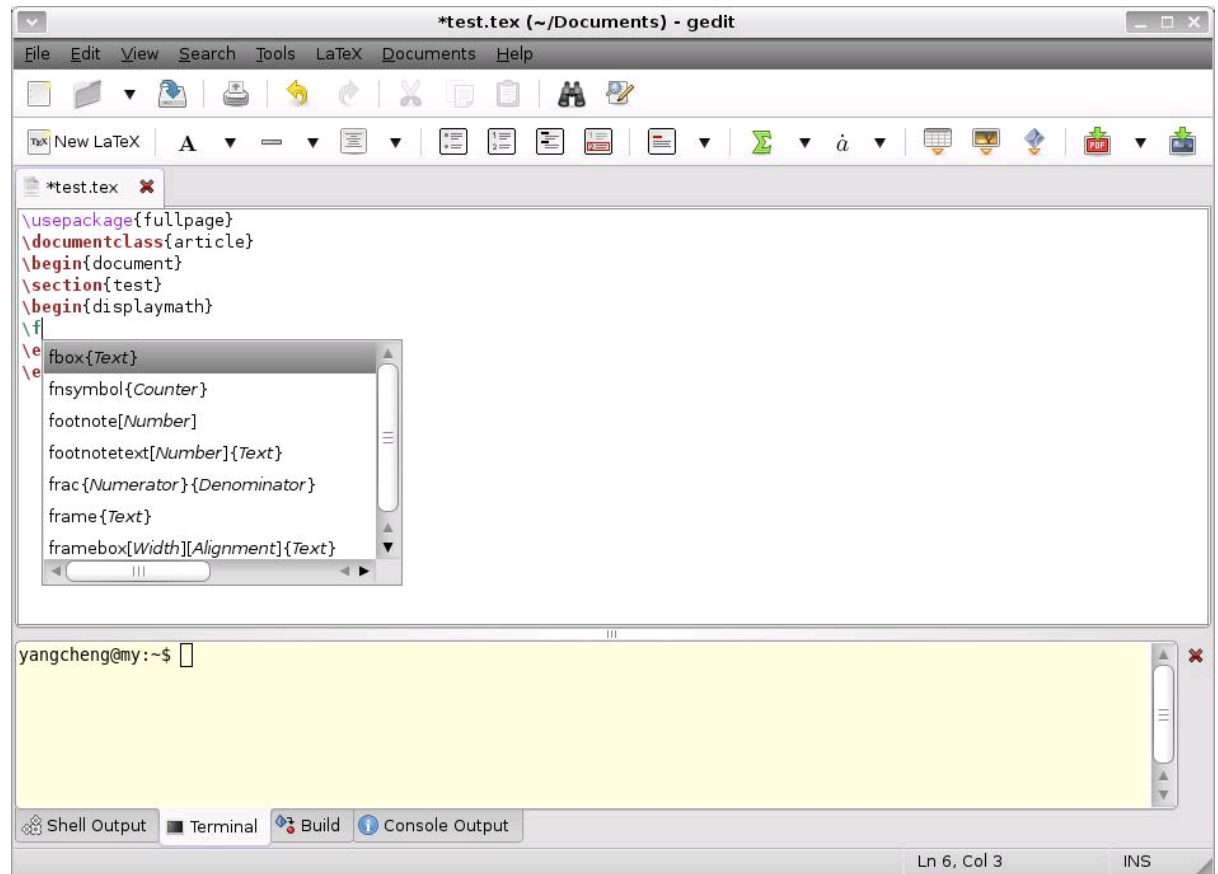 *test.tex (~/Documents) - gedit
File Edit View Search Tools LaTeX Documents Help
TEX New LaTeX A ȧ PDF
*test.tex
\usepackage{fullpage}
\documentclass{article}
\begin{document}
\section{test}
\begin{displaymath}
\f
\e
\e
fbox{Text}
fnsymbol{Counter}
footnote[Number]
footnotetext[Number]{Text}
frac{Numerator}{Denominator}
frame{Text}
framebox[Width][Alignment]{Text}
yangcheng@my:~$
Shell Output Terminal Build Console Output
Ln 6, Col 3 INS